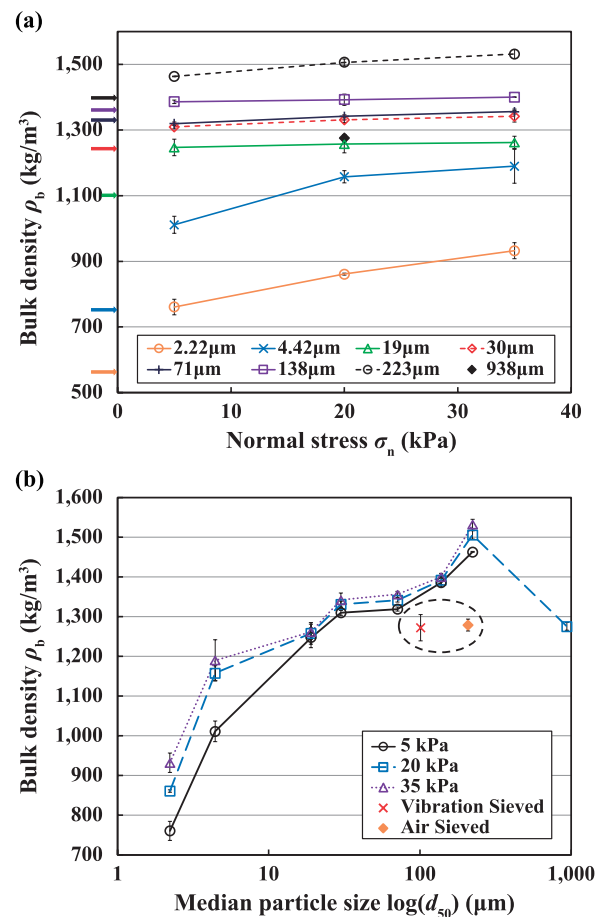 (a)
1,500
1,300
1,100
900
700
500
Bulk density ρb (kg/m³)
2.22μm 4.42μm 19μm 30μm
71μm 138μm 223μm 938μm
0 10 20 30 40
Normal stress σn (kPa)
(b)
1,600
1,500
1,400
1,300
1,200
1,100
1,000
900
800
700
Bulk density ρb (kg/m³)
5 kPa
20 kPa
35 kPa
Vibration Sieved
Air Sieved
1 10 100 1,000
Median particle size log(d50) (μm)